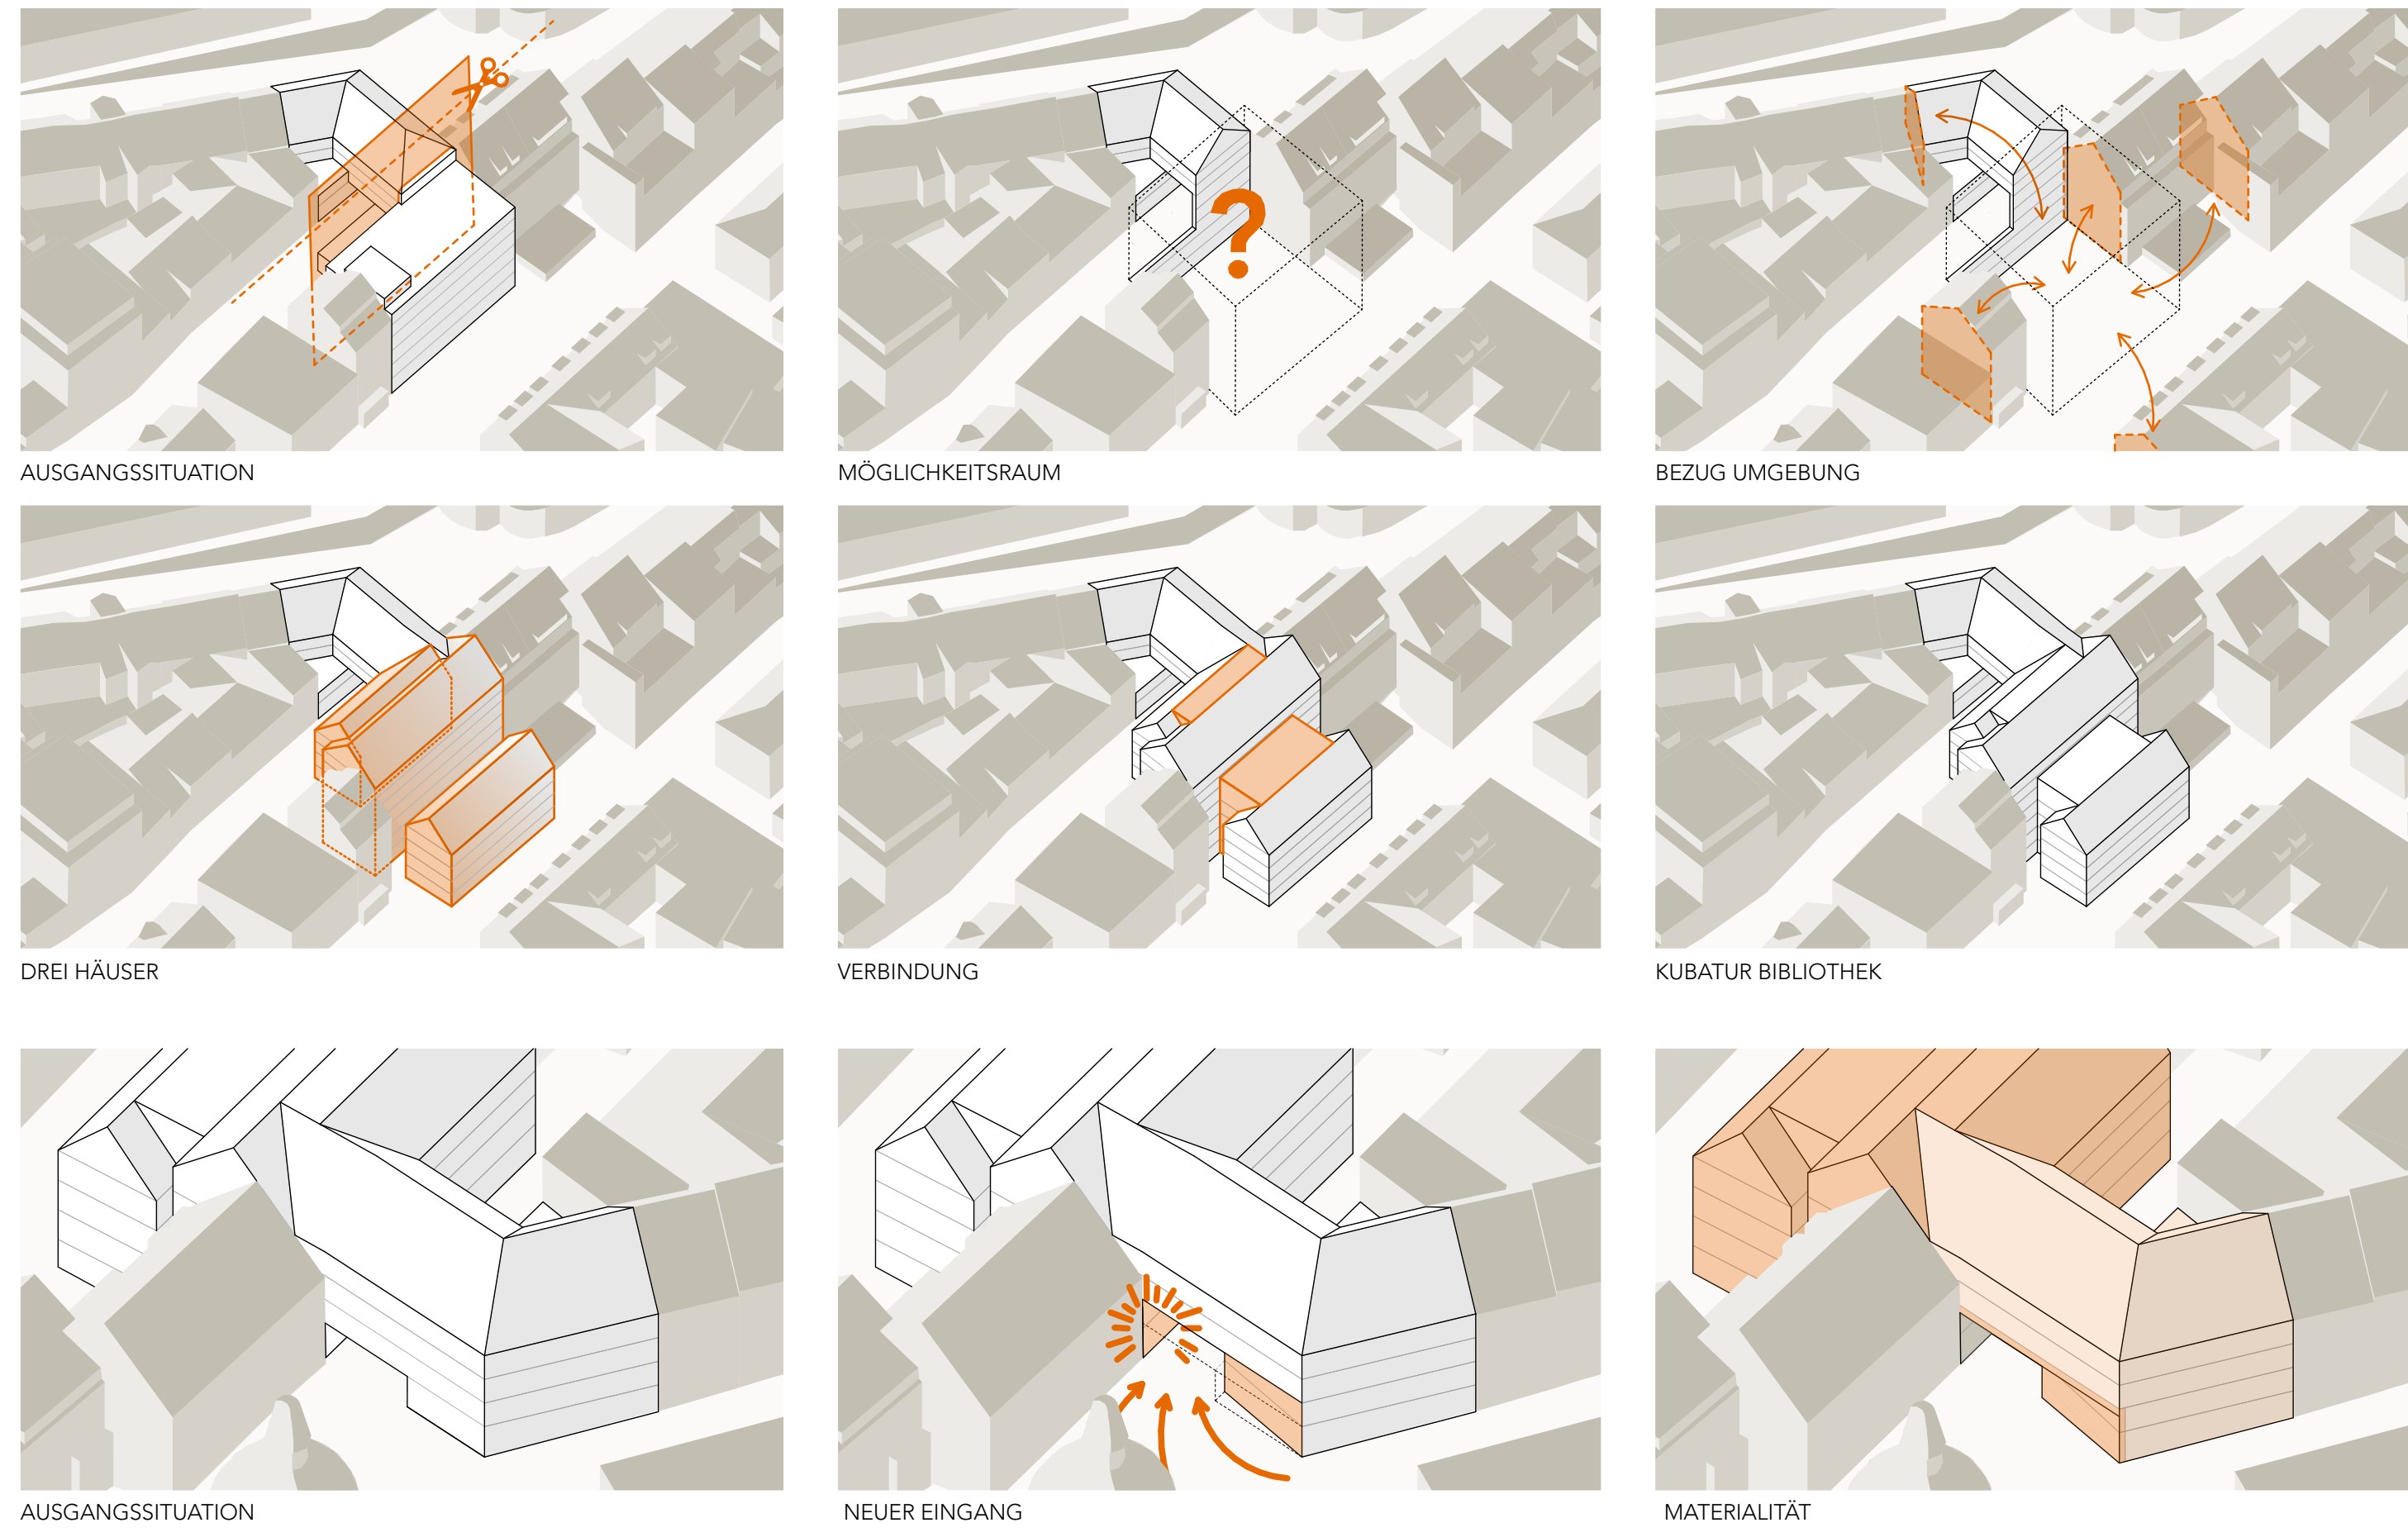 AUSGANGSSITUATION
MÖGLICHKEITSRAUM
?
BEZUG UMGEBUNG
DREI HÄUSER
VERBINDUNG
KUBATUR BIBLIOTHEK
AUSGANGSSITUATION
NEUER EINGANG
MATERIALITÄT